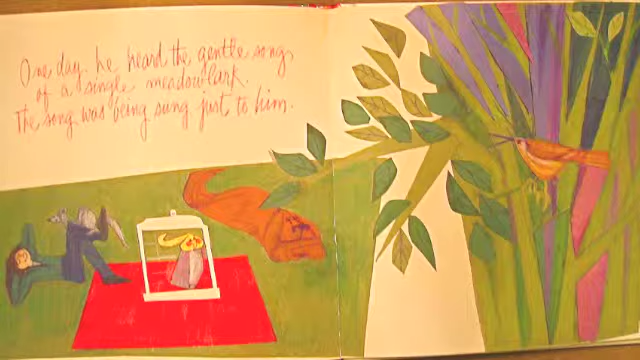 One day he heard the gentle song
of a single meadowlark.
The song was being sung just to him.